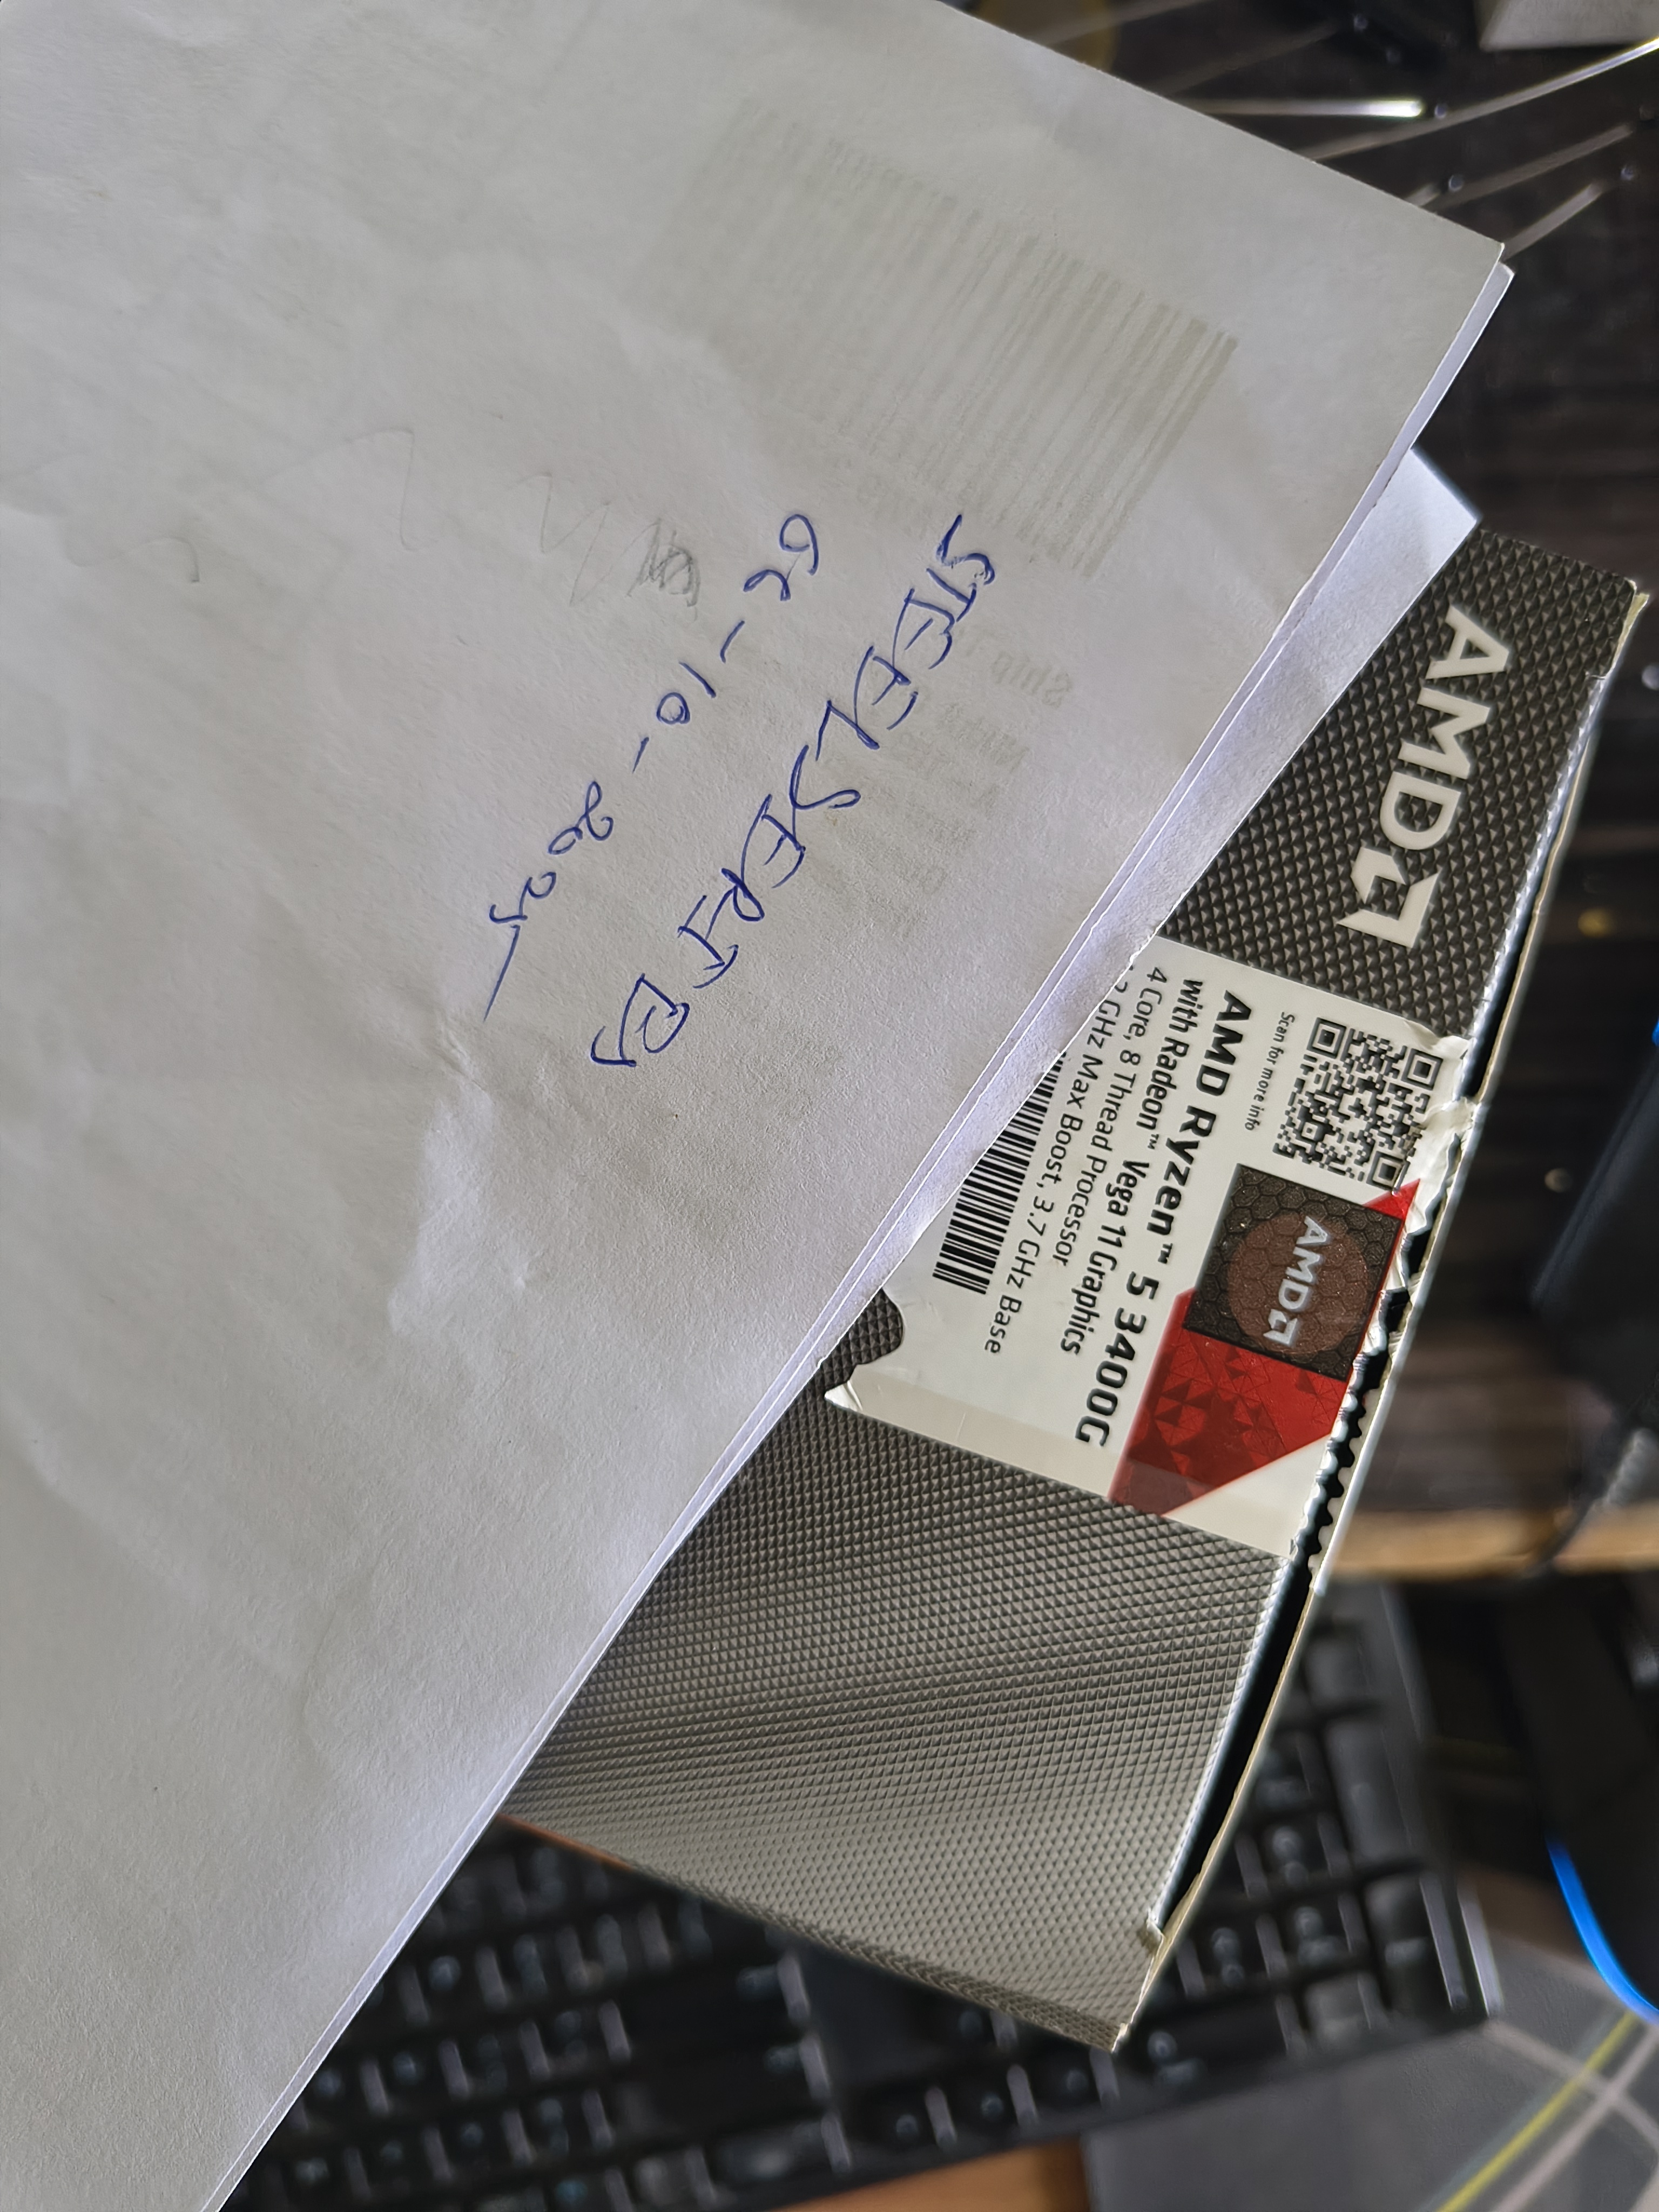 STEELSERIES
06-10-2025
AMD
Scan for more info
AMD
AMD Ryzen™ 5 3400G
with Radeon™ Vega 11 Graphics
4 Core, 8 Thread Processor
GHz Max Boost, 3.7 GHz Base